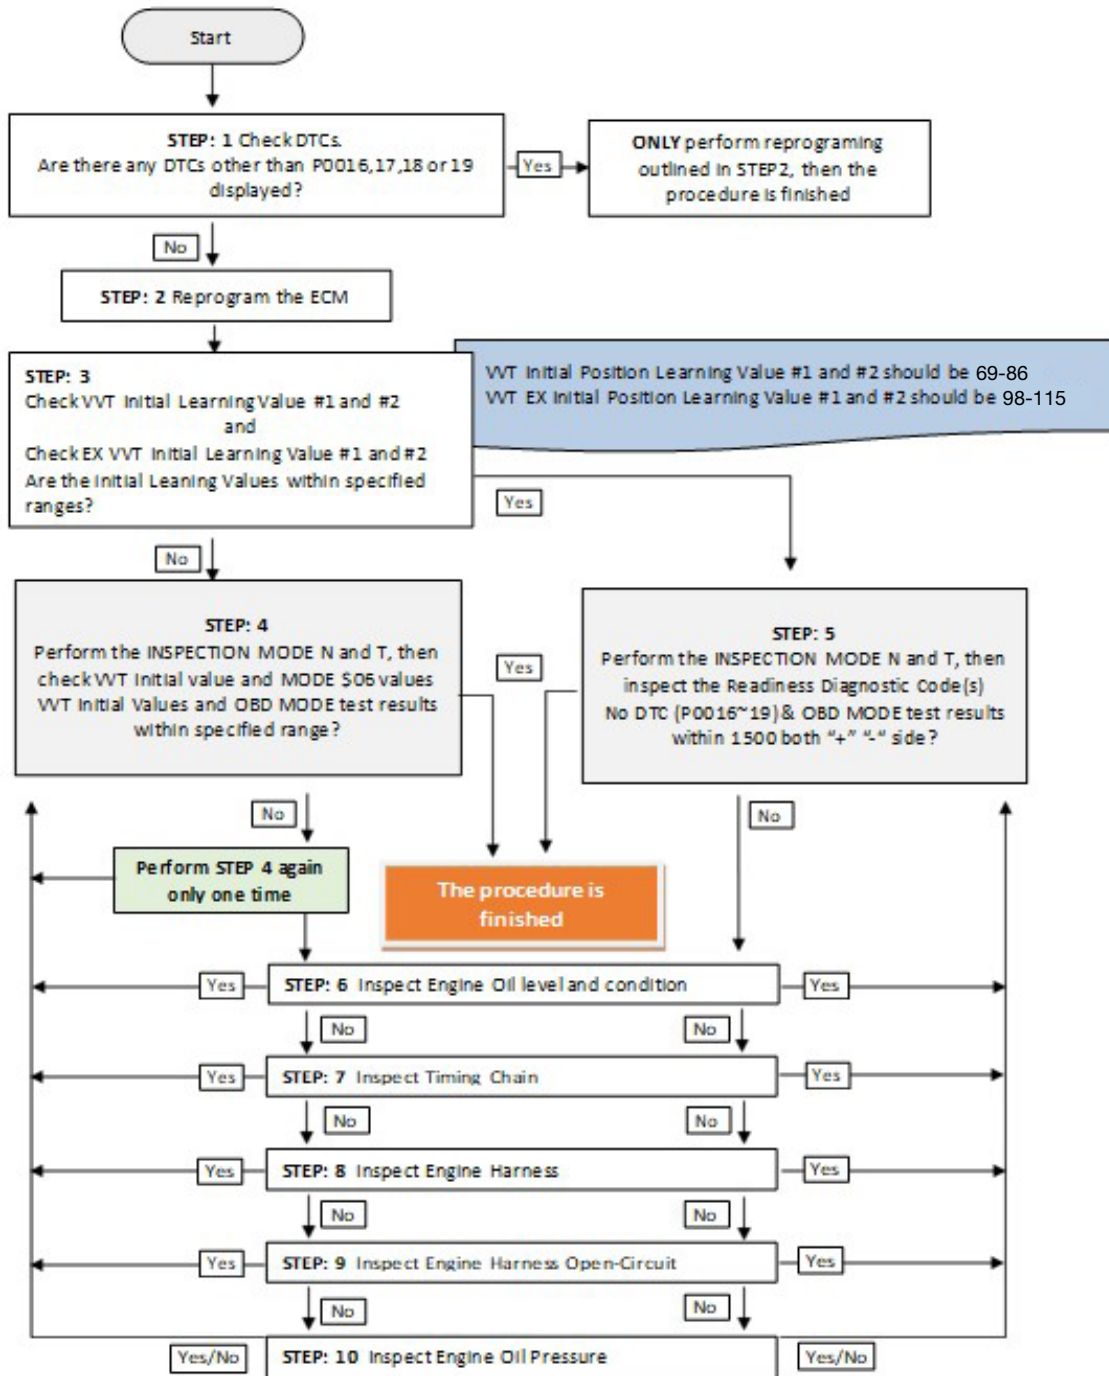 Start
STEP: 1 Check DTCs.
Are there any DTCs other than P0016,17,18 or 19
displayed?
Yes
ONLY perform reprograming
outlined in STEP2, then the
procedure is finished
No
STEP: 2 Reprogram the ECM
STEP: 3
Check VVT Initial Learning Value #1 and #2
and
Check EX VVT Initial Learning Value #1 and #2
Are the Initial Leaning Values within specified
ranges?
VVT Initial Position Learning Value #1 and #2 should be 69-86
VVT EX Initial Position Learning Value #1 and #2 should be 98-115
Yes
No
STEP: 4
Perform the INSPECTION MODE N and T, then
check VVT Initial value and MODE $06 values
VVT Initial Values and OBD MODE test results
within specified range?
Yes
STEP: 5
Perform the INSPECTION MODE N and T, then
inspect the Readiness Diagnostic Code(s)
No DTC (P0016~19)& OBD MODE test results
within 1500 both “+” “-“ side?
No
No
Perform STEP 4 again
only one time
The procedure is
finished
Yes
STEP: 6 Inspect Engine Oil level and condition
Yes
No
No
Yes
STEP: 7 Inspect Timing Chain
Yes
No
No
Yes
STEP: 8 Inspect Engine Harness
Yes
No
No
Yes
STEP: 9 Inspect Engine Harness Open-Circuit
Yes
No
No
Yes/No
STEP: 10 Inspect Engine Oil Pressure
Yes/No